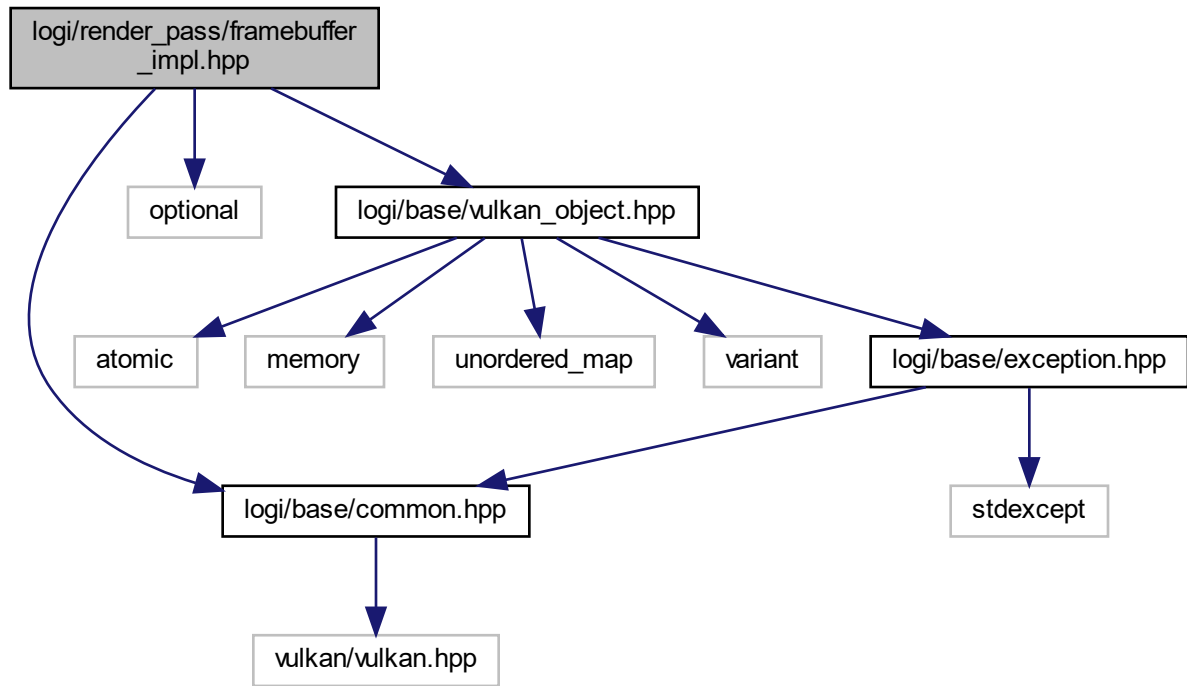 logi/render_pass/framebuffer
_impl.hpp
optional
logi/base/vulkan_object.hpp
atomic
memory
unordered_map
variant
logi/base/exception.hpp
logi/base/common.hpp
stdexcept
vulkan/vulkan.hpp